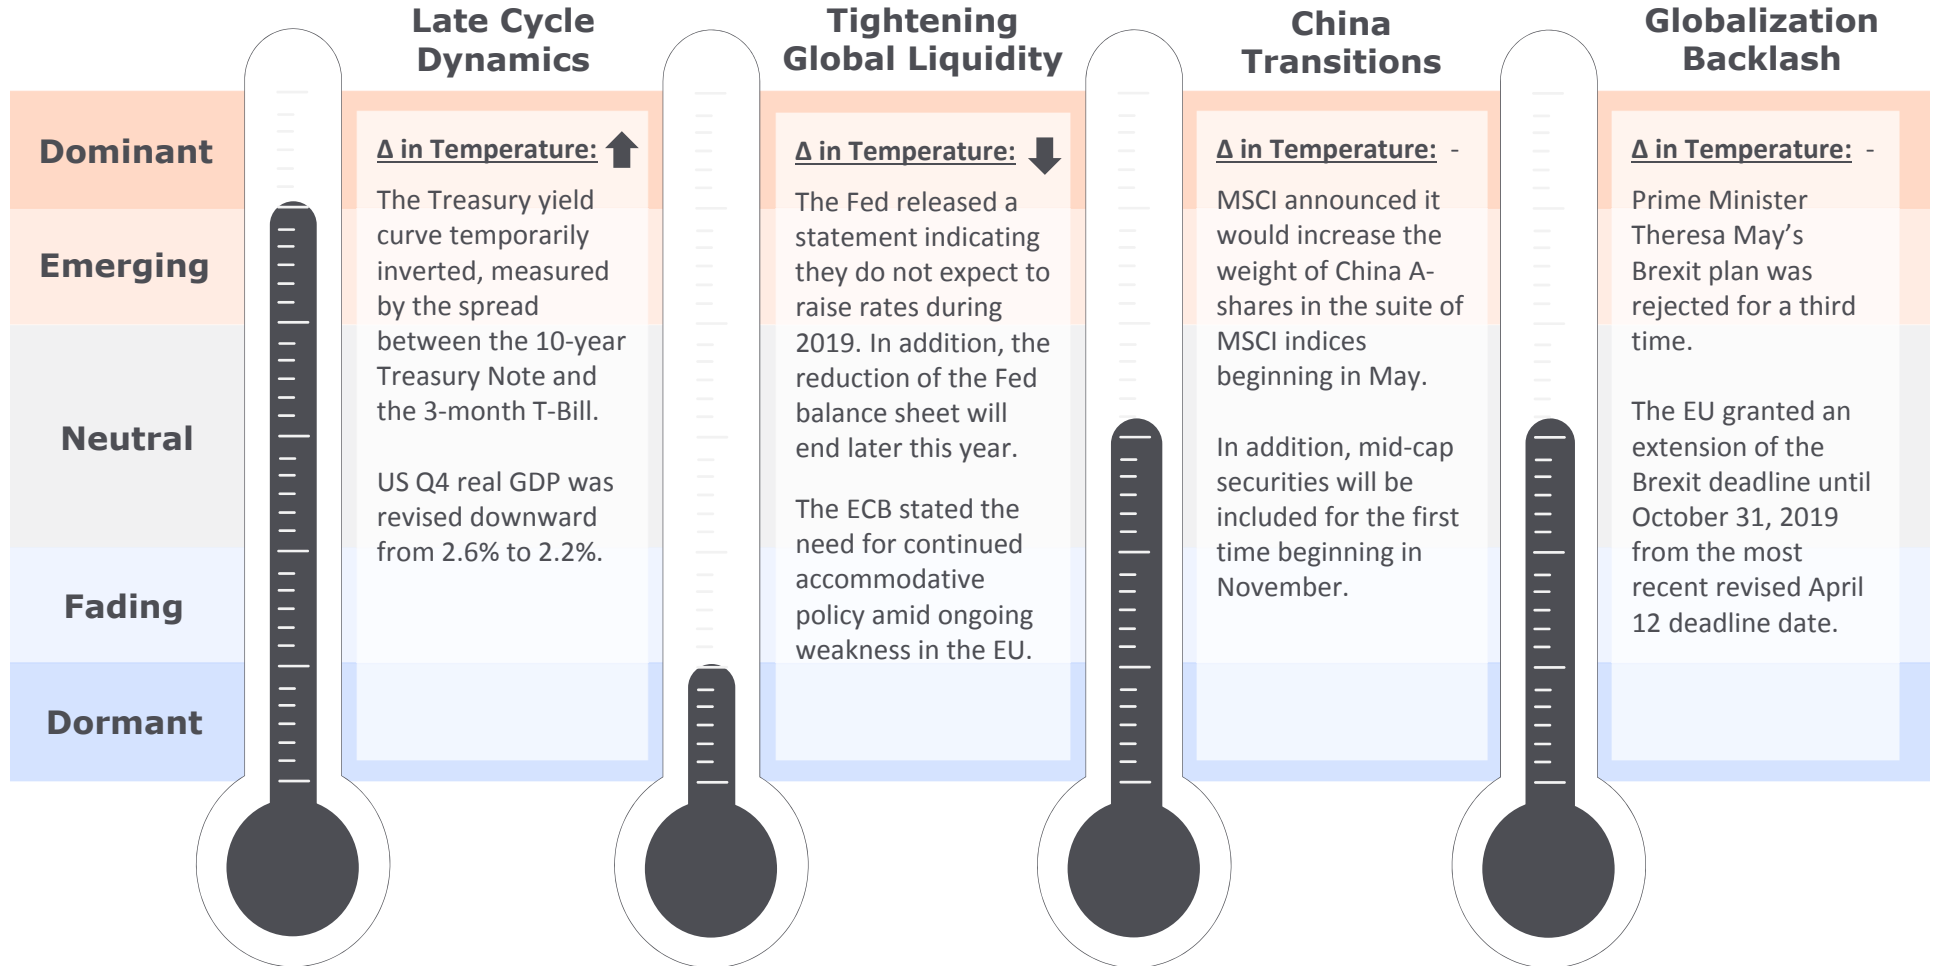 Late Cycle
Dynamics
Tightening
Global Liquidity
China
Transitions
Globalization
Backlash
Dominant
Emerging
Neutral
Fading
Dormant
Δ in Temperature:
The Treasury yield
curve temporarily
inverted, measured
by the spread
between the 10-year
Treasury Note and
the 3-month T-Bill.
US Q4 real GDP was
revised downward
from 2.6% to 2.2%.
Δ in Temperature:
The Fed released a
statement indicating
they do not expect to
raise rates during
2019. In addition, the
reduction of the Fed
balance sheet will
end later this year.
The ECB stated the
need for continued
accommodative
policy amid ongoing
weakness in the EU.
Δ in Temperature: -
MSCI announced it
would increase the
weight of China A-
shares in the suite of
MSCI indices
beginning in May.
In addition, mid-cap
securities will be
included for the first
time beginning in
November.
Δ in Temperature: -
Prime Minister
Theresa May’s
Brexit plan was
rejected for a third
time.
The EU granted an
extension of the
Brexit deadline until
October 31, 2019
from the most
recent revised April
12 deadline date.